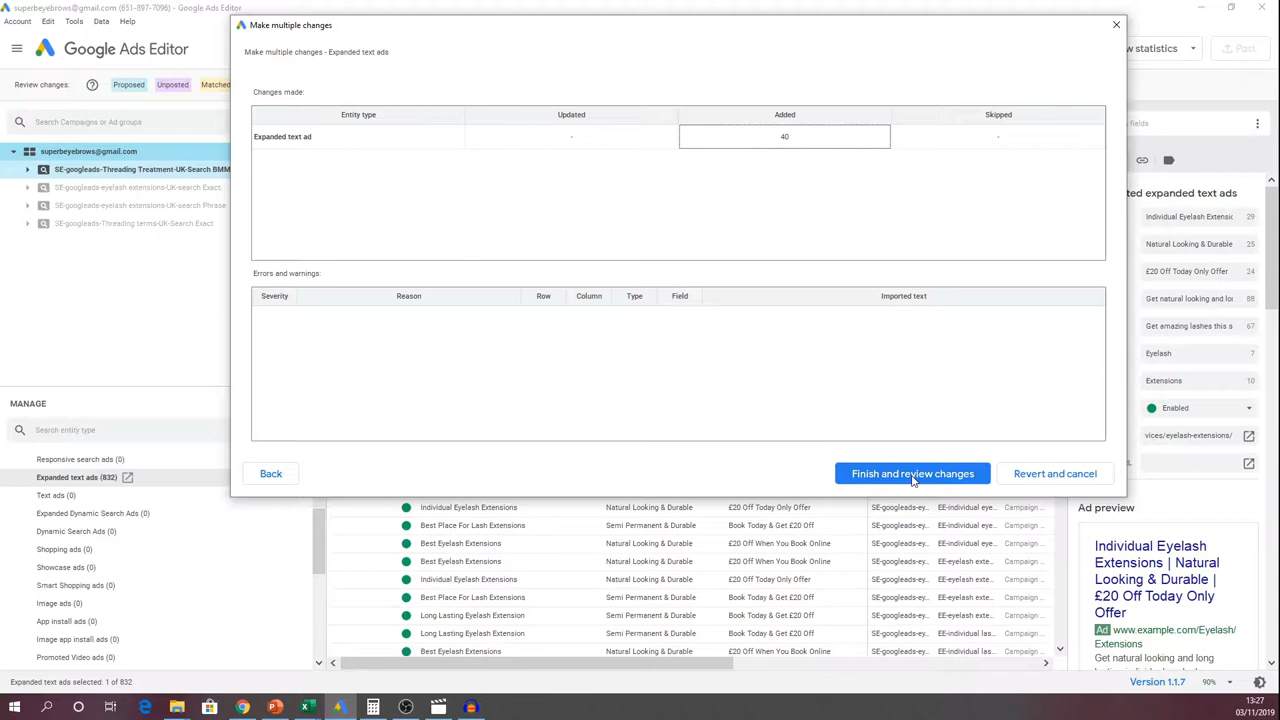 superbeyebrows@gmail.com (651-897-7096) - Google Ads Editor
Account Edit Tools Data Help
Google Ads Editor
w statistics
Post
Review changes:
Proposed
Unposted
Matched
Search Campaigns or Ad groups
superbeyebrows@gmail.com
SE-googleads-Threading Treatment-UK-Search BMM
SE-googleads-eyelash extensions-UK-search Exact
SE-googleads-eyelash extensions-UK-search Phrase
SE-googleads-Threading terms-UK-Search Exact
MANAGE
Search entity type
Responsive search ads (0)
Expanded text ads (832)
Text ads (0)
Expanded Dynamic Search Ads (0)
Dynamic Search Ads (0)
Shopping ads (0)
Showcase ads (0)
Smart Shopping ads (0)
Image ads (0)
App install ads (0)
Image app install ads (0)
Promoted Video ads (0)
Expanded text ads selected: 1 of 832
Make multiple changes
Make multiple changes - Expanded text ads
Changes made:
Entity type Updated Added Skipped
Expanded text ad - 40 -
Errors and warnings:
Severity Reason Row Column Type Field Imported text
Back
Finish and review changes
Revert and cancel
Individual Eyelash Extensions Natural Looking & Durable £20 Off Today Only Offer SE-googleads-ey... EE-individual eye... Campaign ...
Best Place For Lash Extensions Semi Permanent & Durable Book Today & Get £20 Off SE-googleads-ey... EE-individual eye... Campaign ...
Best Eyelash Extensions Natural Looking & Durable £20 Off When You Book Online SE-googleads-ey... EE-individual eye... Campaign ...
Best Eyelash Extensions Natural Looking & Durable £20 Off When You Book Online SE-googleads-ey... EE-eyelash exte... Campaign ...
Individual Eyelash Extensions Natural Looking & Durable £20 Off Today Only Offer SE-googleads-ey... EE-eyelash exte... Campaign ...
Best Place For Lash Extensions Semi Permanent & Durable Book Today & Get £20 Off SE-googleads-ey... EE-eyelash exte... Campaign ...
Long Lasting Eyelash Extension Semi Permanent & Durable Book Today & Get £20 Off SE-googleads-ey... EE-eyelash exte... Campaign ...
Long Lasting Eyelash Extension Semi Permanent & Durable Book Today & Get £20 Off SE-googleads-ey... EE-individual las... Campaign ...
Best Eyelash Extensions Natural Looking & Durable £20 Off When You Book Online SE-googleads-ey... EE-individual las... Campaign ...
fields
ted expanded text ads
Individual Eyelash Extensic 29
Natural Looking & Durable 25
£20 Off Today Only Offer 24
Get natural looking and lor 88
Get amazing lashes this s 67
Eyelash 7
Extensions 10
Enabled
vices/eyelash-extensions/
Ad preview
Individual Eyelash
Extensions | Natural
Looking & Durable |
£20 Off Today Only
Offer
Ad www.example.com/Eyelash/
Extensions
Get natural looking and long
Version 1.1.7
90%
13:27
03/11/2019